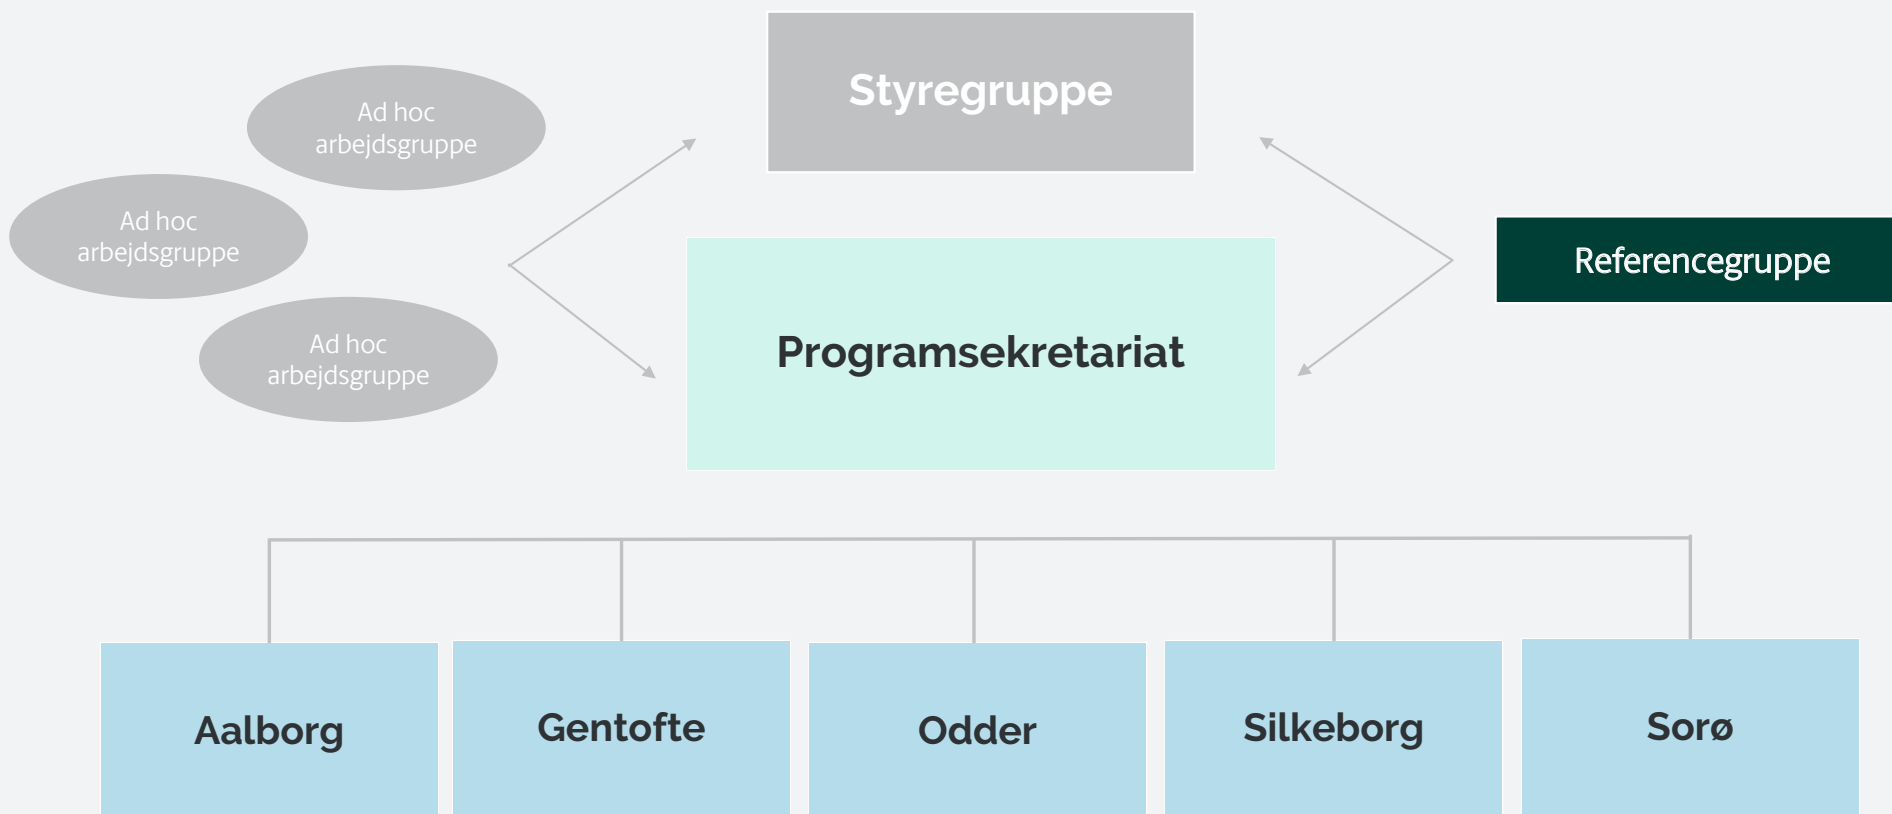 Styregruppe
Ad hoc
arbejdsgruppe
Ad hoc
arbejdsgruppe
Ad hoc
arbejdsgruppe
Referencegruppe
Programsekretariat
Aalborg
Gentofte
Odder
Silkeborg
Sorø